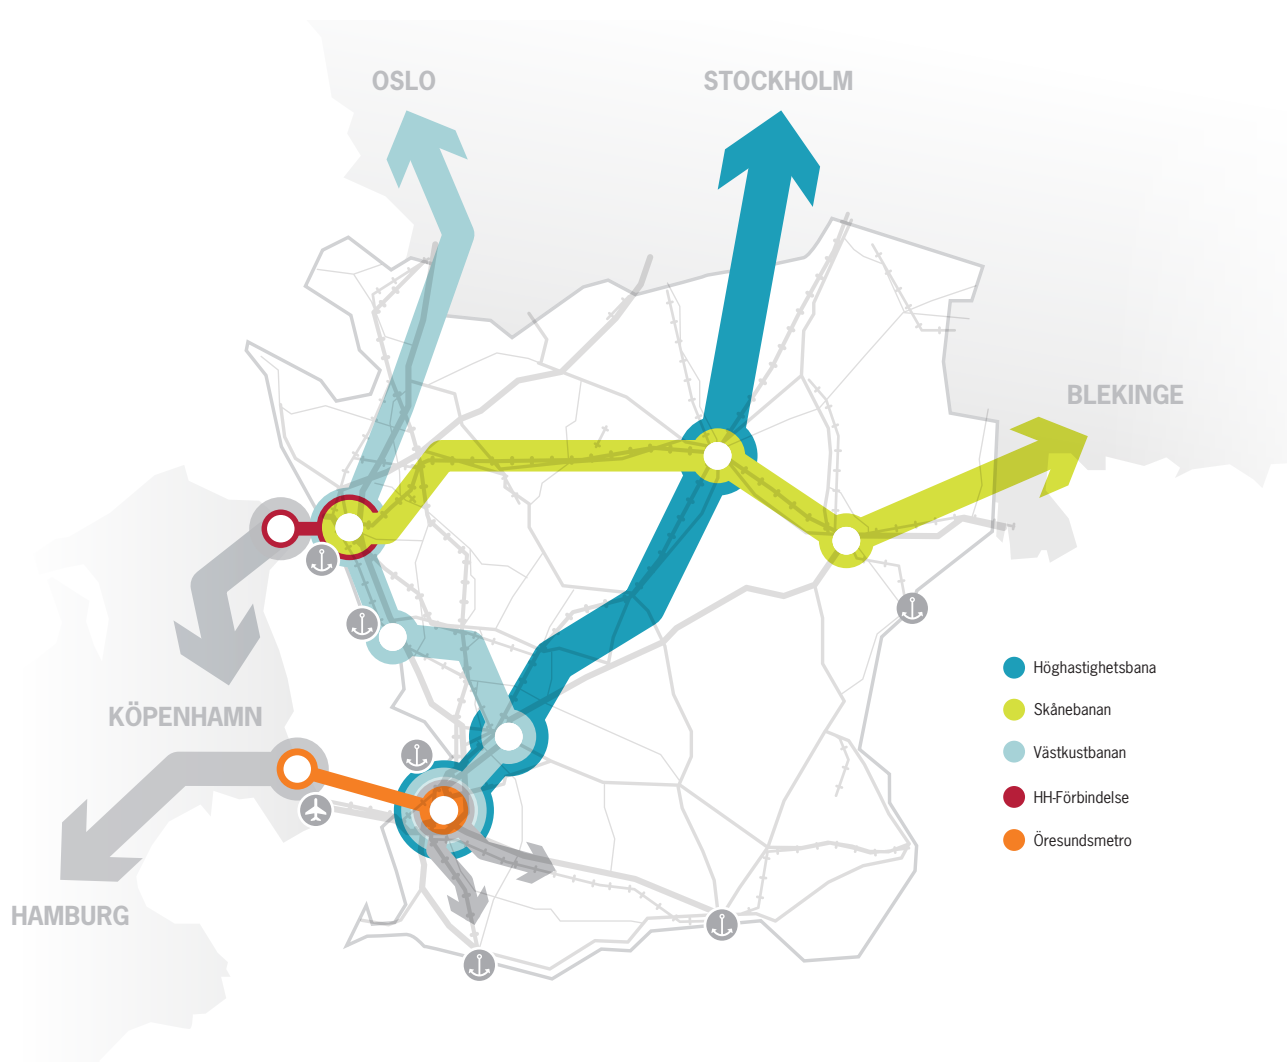 OSLO
STOCKHOLM
BLEKINGE
Höghastighetsbana
Skånebanan
KÖPENHAMN
Västkustbanan
HH-Förbindelse
Öresundsmetro
HAMBURG